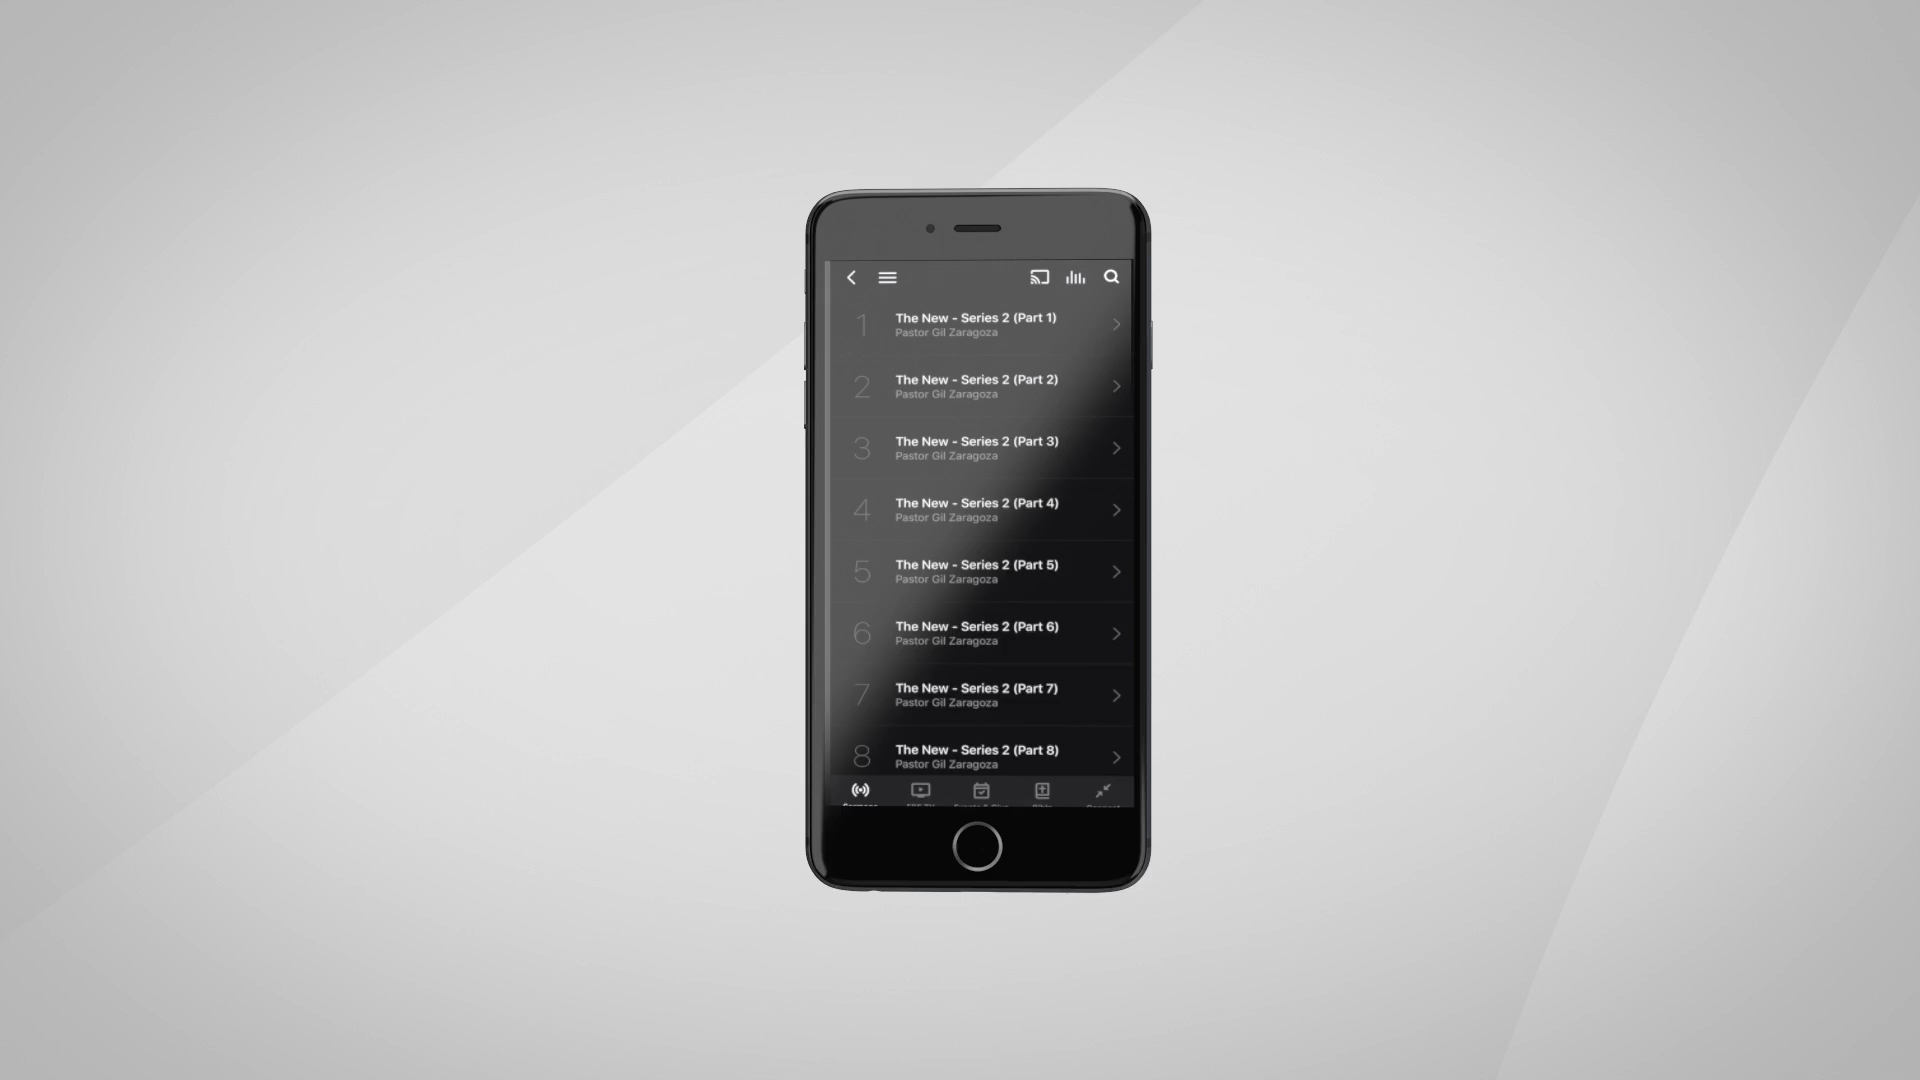 1
The New - Series 2 (Part 1)
Pastor Gil Zaragoza
2
The New - Series 2 (Part 2)
Pastor Gil Zaragoza
3
The New - Series 2 (Part 3)
Pastor Gil Zaragoza
4
The New - Series 2 (Part 4)
Pastor Gil Zaragoza
5
The New - Series 2 (Part 5)
Pastor Gil Zaragoza
6
The New - Series 2 (Part 6)
Pastor Gil Zaragoza
7
The New - Series 2 (Part 7)
Pastor Gil Zaragoza
8
The New - Series 2 (Part 8)
Pastor Gil Zaragoza